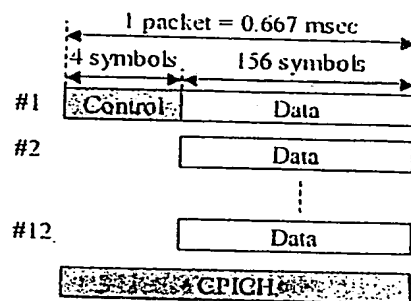 1 packet = 0.667 msec
4 symbols 156 symbols
#1 Control Data
#2 Data
#12 Data
CPICH